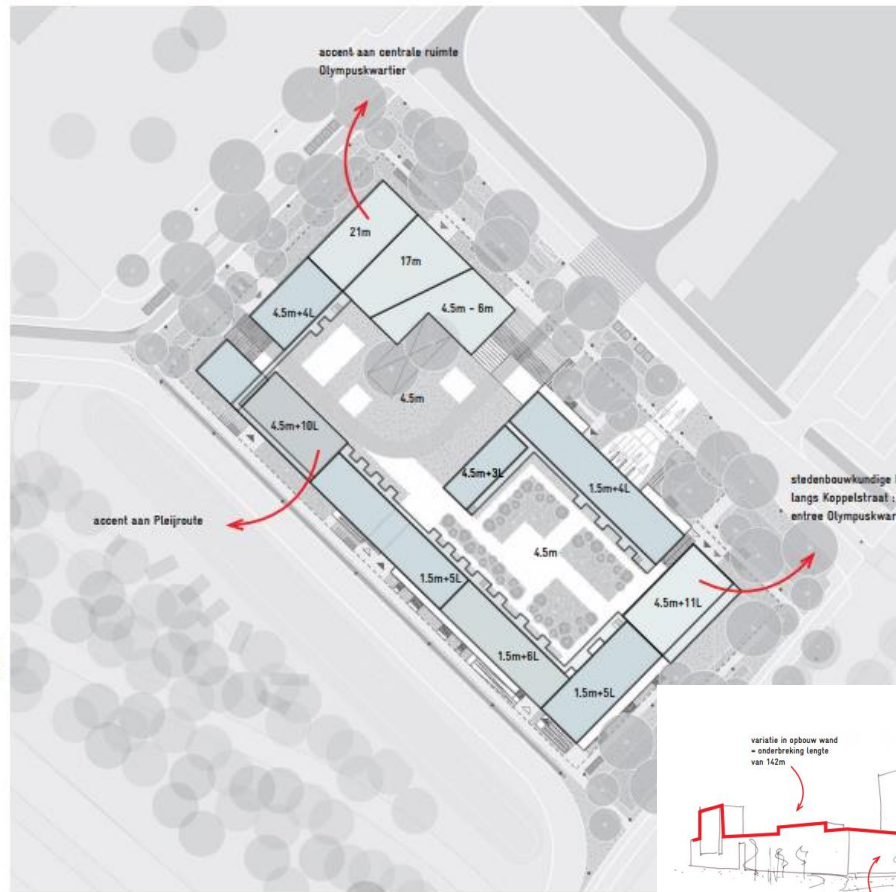 accent aan centrale ruimte
Olympuskwartier
21m
17m
4.5m+4L
4.5m - 6m
4.5m
4.5m+10L
4.5m+3L
1.5m+4L
stedenbouwkundige
langs Koppelstraat :
entree Olympuskwar
accent aan Pleijroute
4.5m
1.5m+5L
4.5m+11L
1.5m+6L
1.5m+5L
variatie in opbouw wand
= onderbreking lengte
van 142m